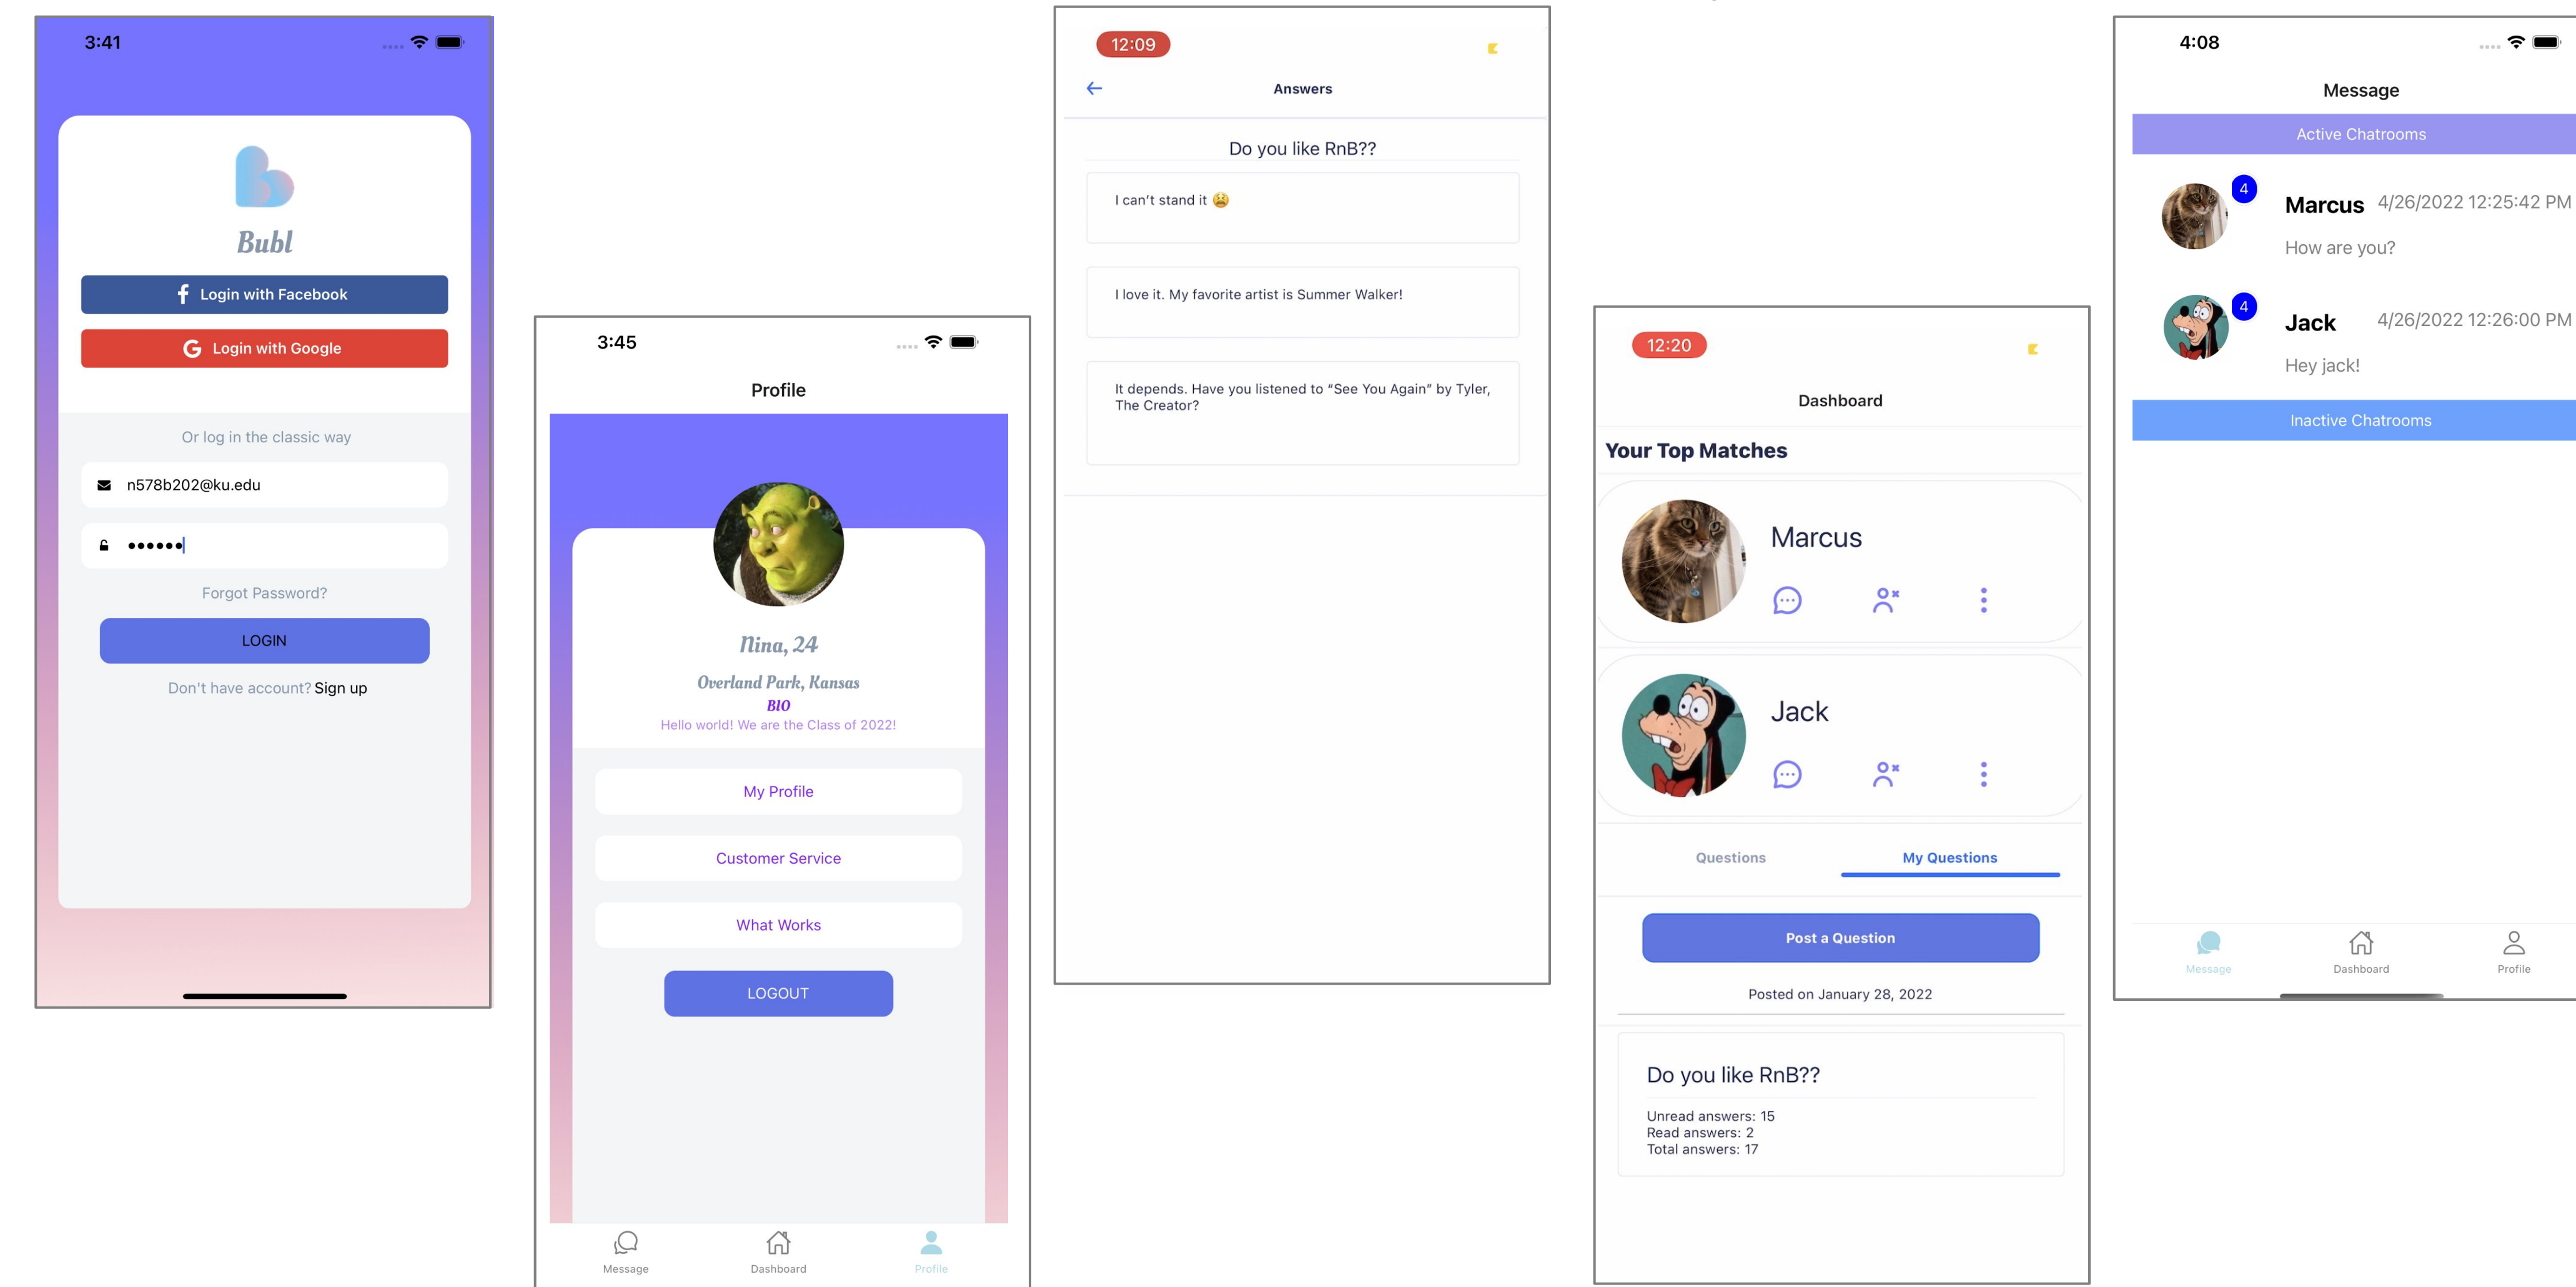 3:41
Bubl
Login with Facebook
G Login with Google
Or log in the classic way
n578b202@ku.edu
••••••
Forgot Password?
LOGIN
Don't have account? Sign up
3:45
Profile
Nina, 24
Overland Park, Kansas
BIO
Hello world! We are the Class of 2022!
My Profile
Customer Service
What Works
LOGOUT
Message
Dashboard
Profile
12:09
Answers
Do you like RnB??
I can't stand it 😫
I love it. My favorite artist is Summer Walker!
It depends. Have you listened to “See You Again” by Tyler,
The Creator?
12:20
Dashboard
Your Top Matches
Marcus
Jack
Questions
My Questions
Post a Question
Posted on January 28, 2022
Do you like RnB??
Unread answers: 15
Read answers: 2
Total answers: 17
4:08
Message
Active Chatrooms
4
Marcus 4/26/2022 12:25:42 PM
How are you?
4
Jack 4/26/2022 12:26:00 PM
Hey jack!
Inactive Chatrooms
Message
Dashboard
Profile